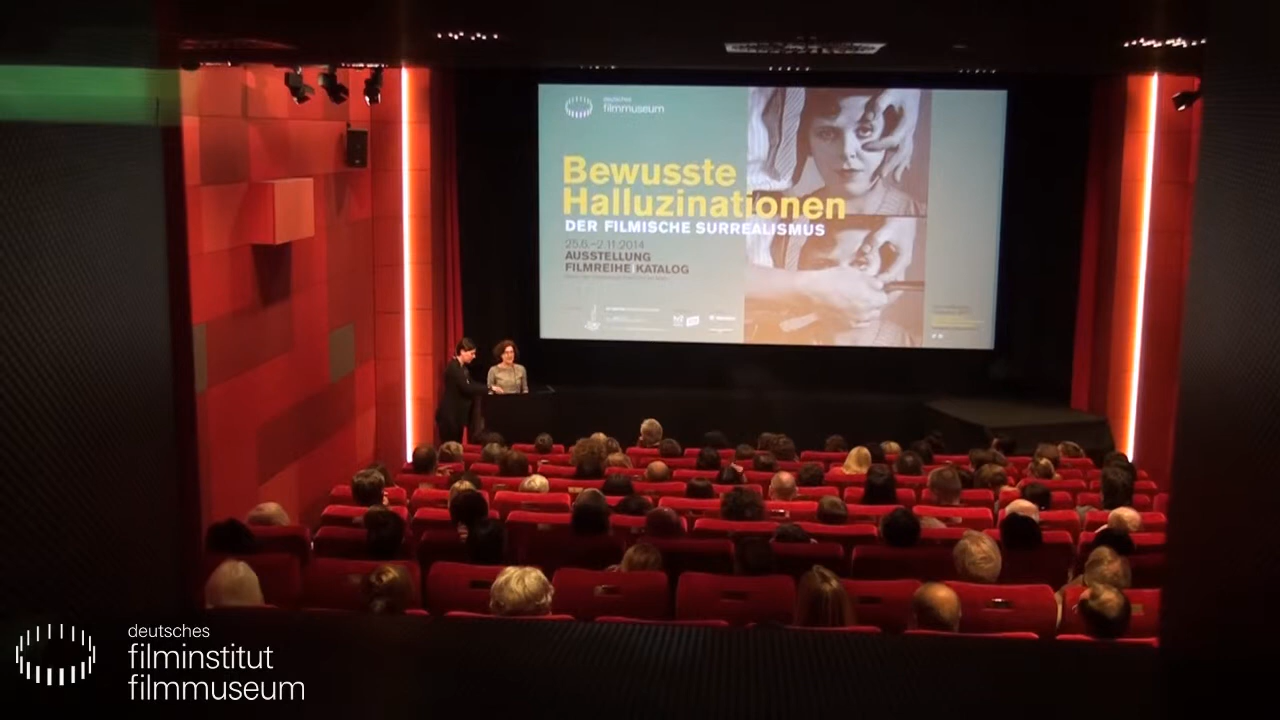 deutsches
filmmuseum
Bewusste
Halluzinationen
DER FILMISCHE SURREALISMUS
25.6.–2.11.2014
AUSSTELLUNG
FILMREIHE KATALOG
deutsches
filminstitut
filmmuseum